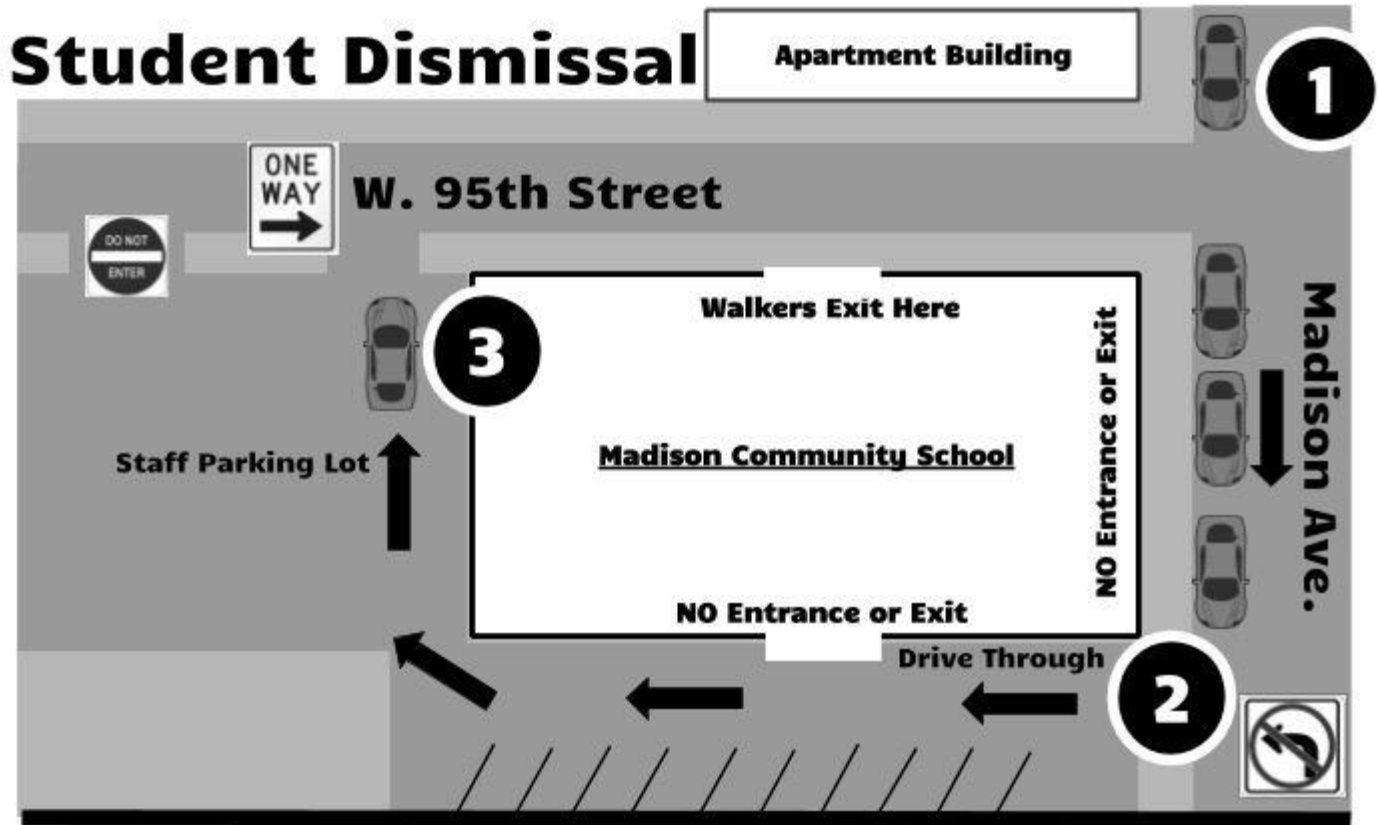 Student Dismissal
Apartment Building
1
ONE
WAY
W. 95th Street
DO NOT
ENTER
Walkers Exit Here
3
NO Entrance or Exit
Madison Ave.
Staff Parking Lot
Madison Community School
NO Entrance or Exit
Drive Through
2